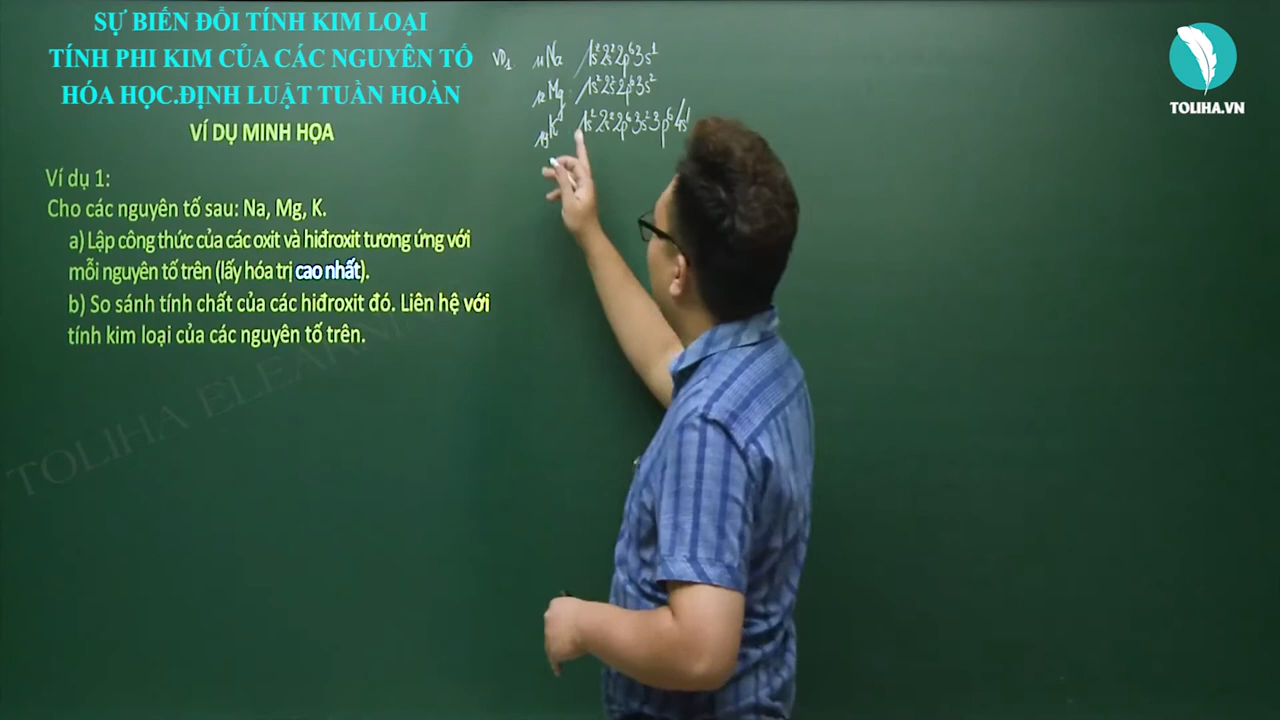 SỰ BIẾN ĐỔI TÍNH KIM LOẠI
TÍNH PHI KIM CỦA CÁC NGUYÊN TỐ
HÓA HỌC.ĐỊNH LUẬT TUẦN HOÀN
VÍ DỤ MINH HỌA
Ví dụ 1:
Cho các nguyên tố sau: Na, Mg, K.
a) Lập công thức của các oxit và hiđroxit tương ứng với
mỗi nguyên tố trên (lấy hóa trị cao nhất).
b) So sánh tính chất của các hiđroxit đó. Liên hệ với
tính kim loại của các nguyên tố trên.
VD₁ ₁₁Na 1s²2s²2p⁶3s¹
₁₂Mg 1s²2s²2p⁶3s²
₁₉K 1s²2s²2p⁶3s²3p⁶4s¹
TOLIHA.VN
TOLIHA ELEARNI